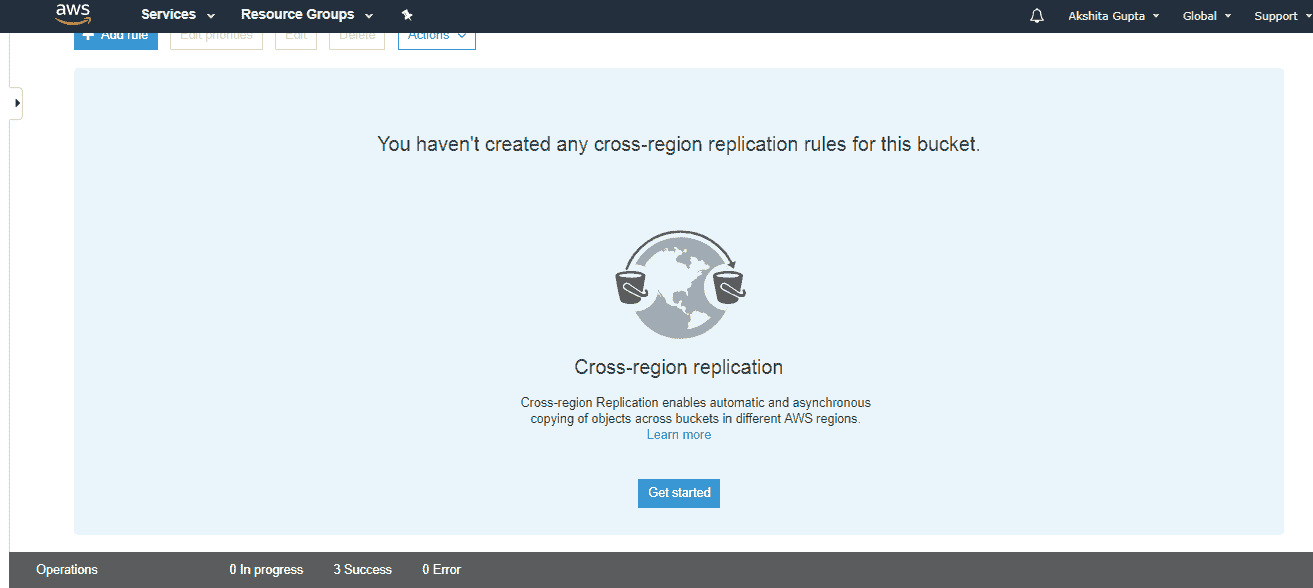 aws Services Resource Groups Akshita Gupta Global Support
Add rule Edit priorities Edit Delete Actions
You haven't created any cross-region replication rules for this bucket.
Cross-region replication
Cross-region Replication enables automatic and asynchronous
copying of objects across buckets in different AWS regions.
Learn more
Get started
Operations 0 In progress 3 Success 0 Error